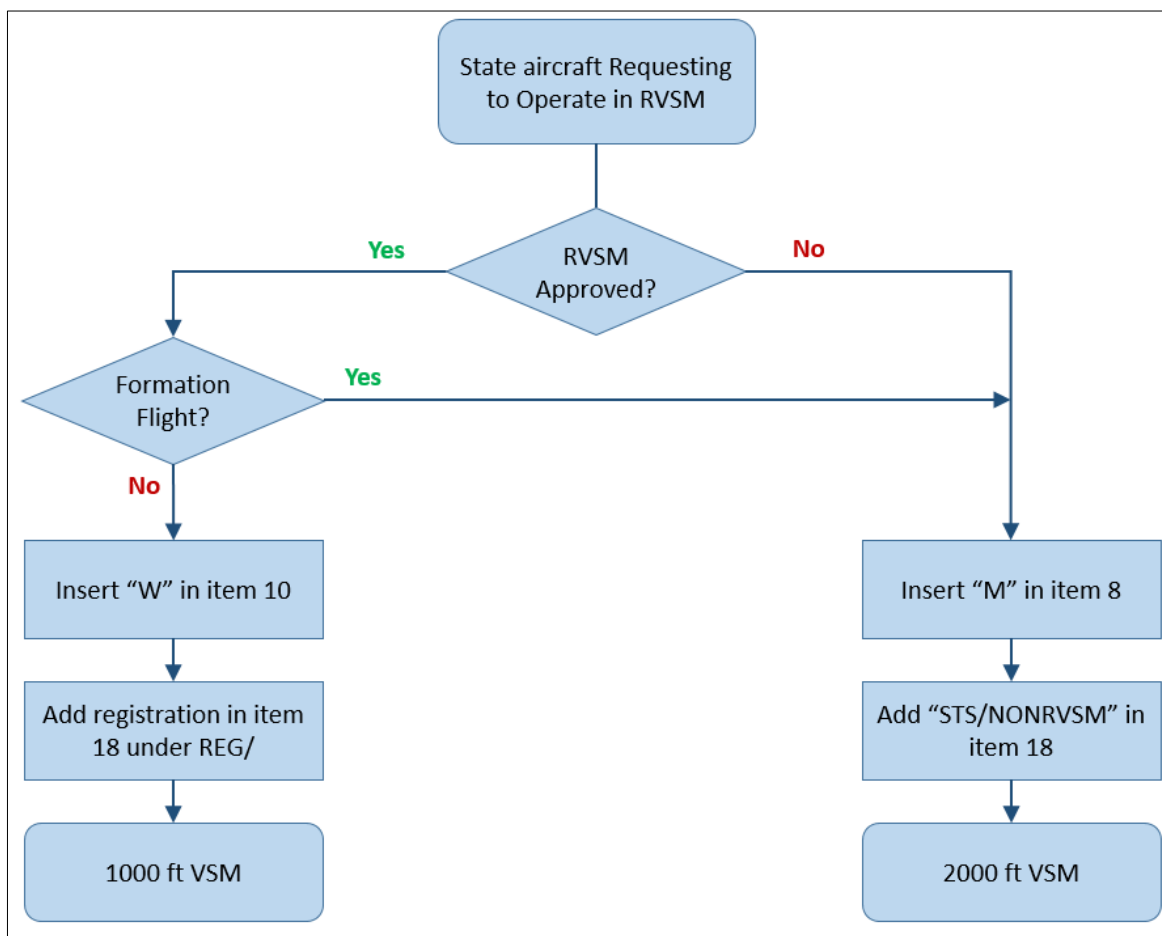 State aircraft Requesting
to Operate in RVSM
Yes
RVSM
Approved?
No
Formation
Flight?
Yes
No
Insert “W” in item 10
Insert “M” in item 8
Add registration in item
18 under REG/
Add “STS/NONRVSM” in
item 18
1000 ft VSM
2000 ft VSM